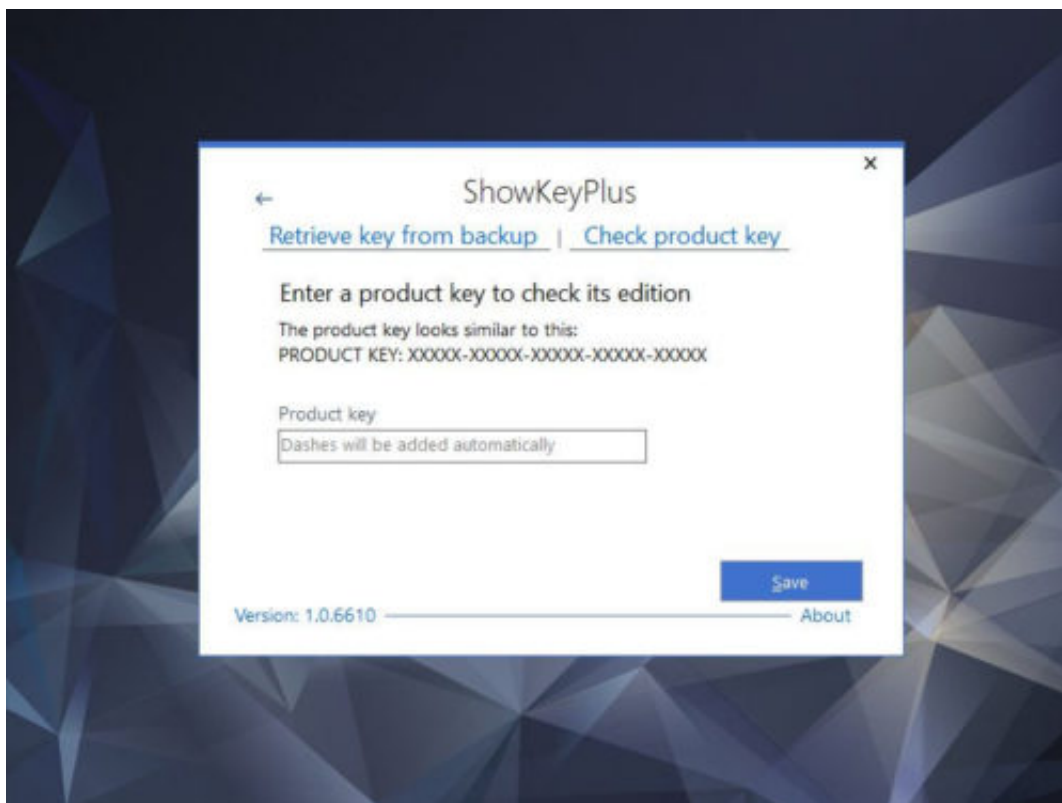 ShowKeyPlus
Retrieve key from backup | Check product key
Enter a product key to check its edition
The product key looks similar to this:
PRODUCT KEY: XXXXX-XXXXX-XXXXX-XXXXX-XXXXX
Product key
Dashes will be added automatically
Save
Version: 1.0.6610 About